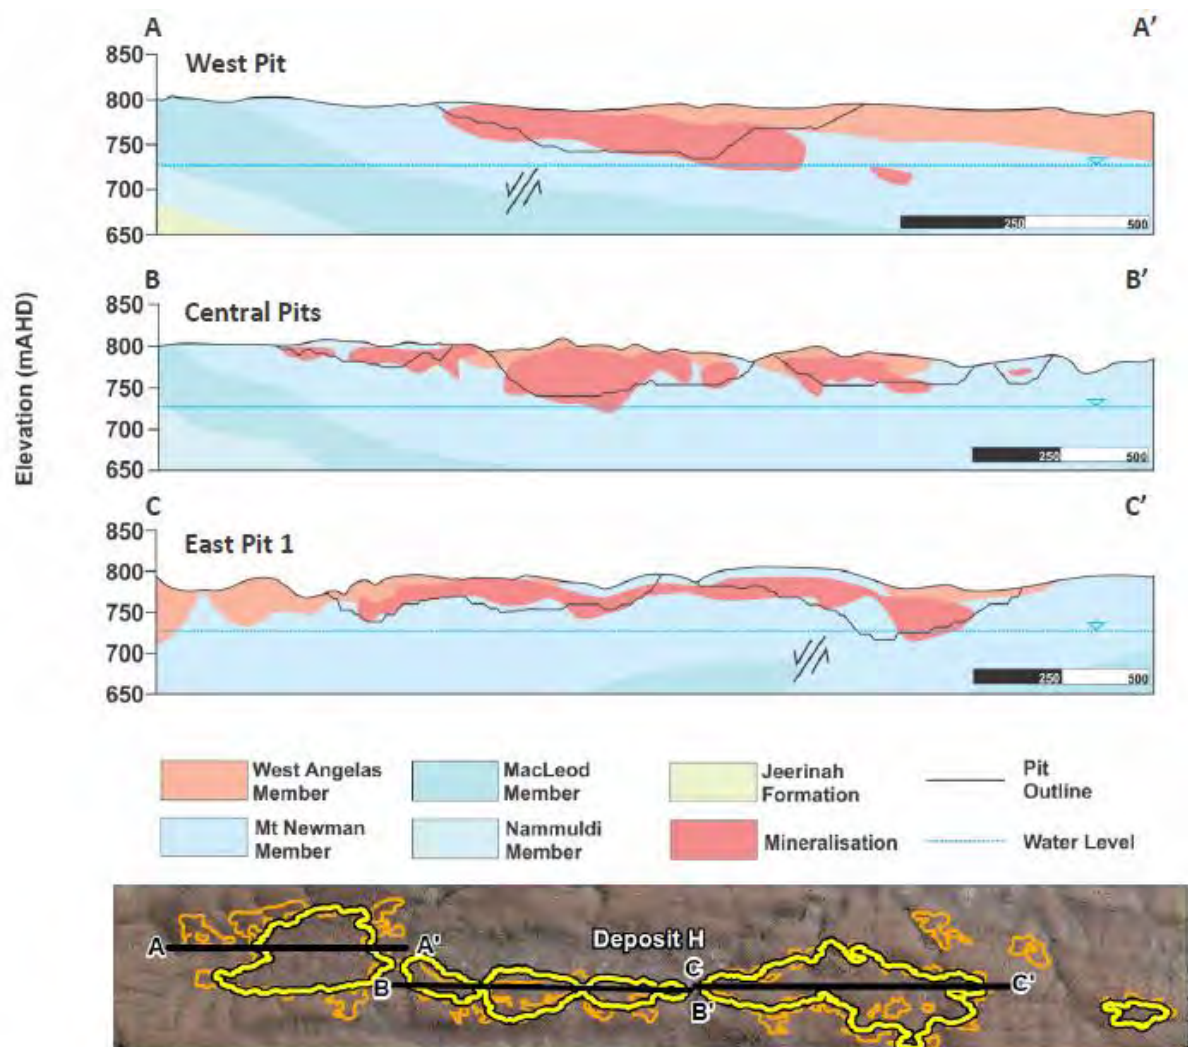 A
A’
West Pit
850
800
750
700
650
250
500
B
B’
Central Pits
850
800
750
700
650
250
500
Elevation (mAHD)
C
C’
East Pit 1
850
800
750
700
650
250
500
West Angelas
Member
MacLeod
Member
Jeerinah
Formation
Pit
Outline
Mt Newman
Member
Nammuldi
Member
Mineralisation
Water Level
A
A'
Deposit H
B
C
B'
C'